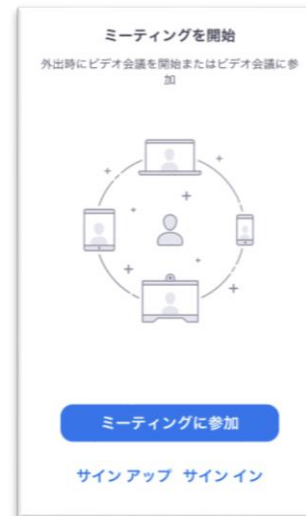 ミーティングを開始
外出時にビデオ会議を開始またはビデオ会議に参
加
ミーティングに参加
サイン アップ サイン イン